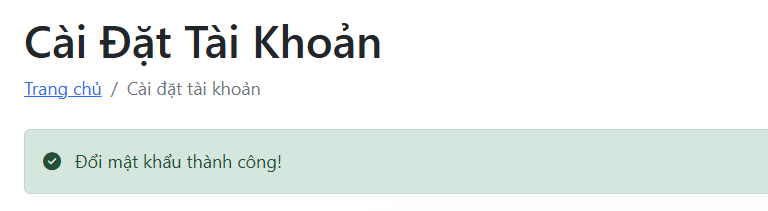 Cài Đặt Tài Khoản
Trang chủ / Cài đặt tài khoản
Đổi mật khẩu thành công!